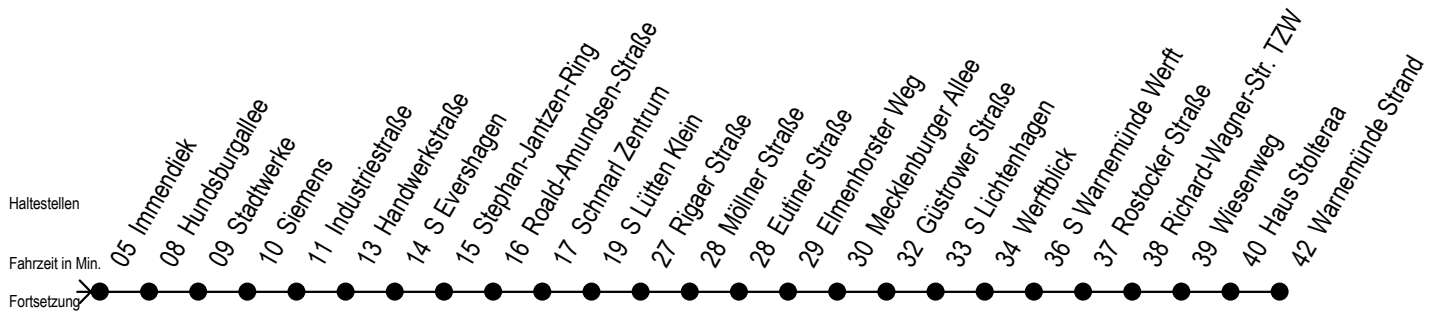 Haltestellen
Fahrzeit in Min.
Fortsetzung
05 Immendiek
08 Hundsburgallee
09 Stadtwerke
10 Siemens
11 Industriestraße
13 Handwerkstraße
14 S Evershagen
15 Stephan-Jantzen-Ring
16 Roald-Amundsen-Straße
17 Schmarl Zentrum
19 S Lütten Klein
27 Rigaer Straße
28 Möllner Straße
28 Eutiner Straße
29 Elmenhorster Weg
30 Mecklenburger Allee
32 Güstrower Straße
33 S Lichtenhagen
34 Werftblick
36 S Warnemünde Werft
37 Rostocker Straße
38 Richard-Wagner-Str. TZW
39 Wiesenweg
40 Haus Stolteraa
42 Warnemünde Strand